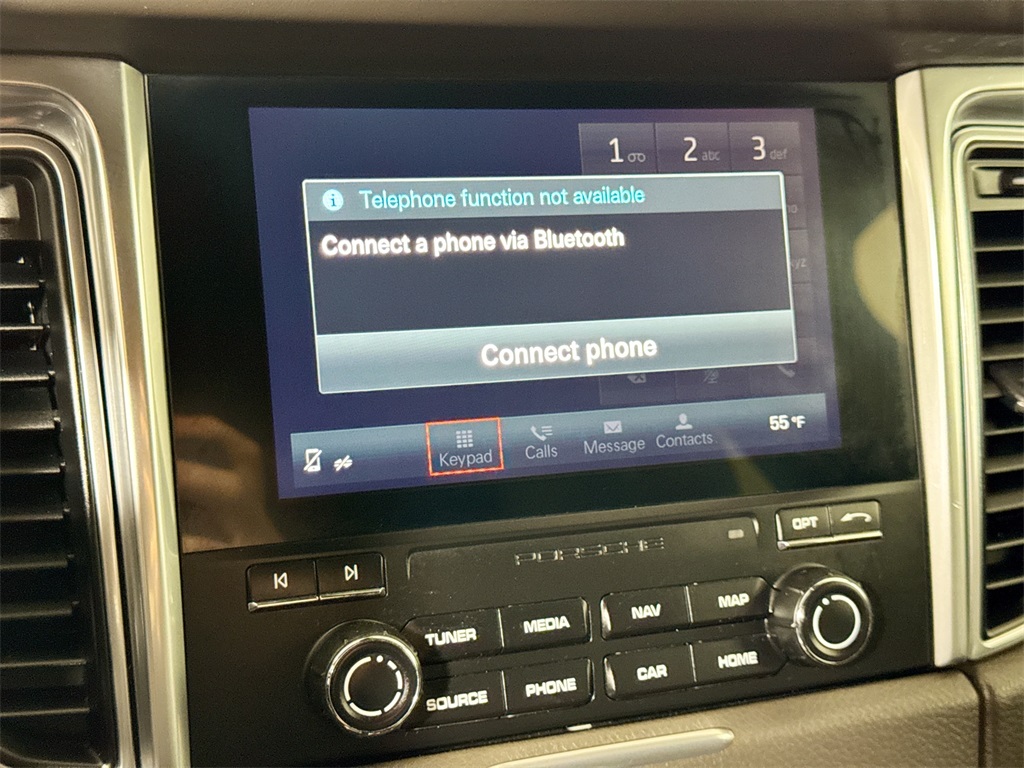 1 2 abc 3 def
i Telephone function not available
Connect a phone via Bluetooth
Connect phone
Keypad Calls Message Contacts 55 °F
PORSCHE
OPT
TUNER MEDIA NAV MAP
SOURCE PHONE CAR HOME